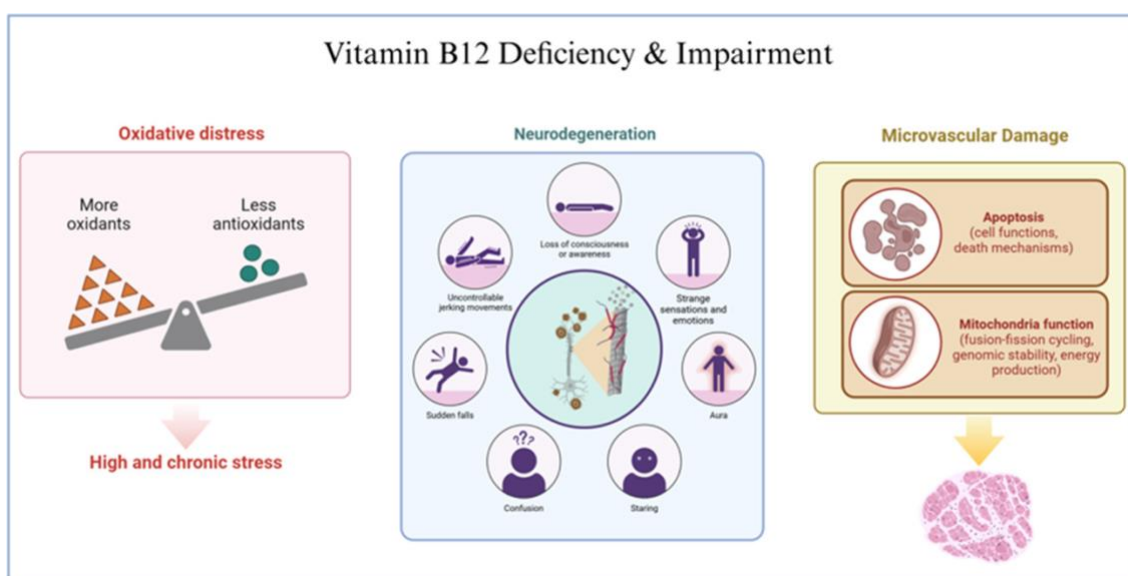 Vitamin B12 Deficiency & Impairment
Oxidative distress
More
oxidants
Less
antioxidants
High and chronic stress
Neurodegeneration
Loss of consciousness
or awareness
Uncontrollable
jerking movements
Strange
sensations and
emotions
Sudden falls
Aura
???
Confusion
Staring
Microvascular Damage
Apoptosis
(cell functions,
death mechanisms)
Mitochondria function
(fusion-fission cycling,
genomic stability, energy
production)